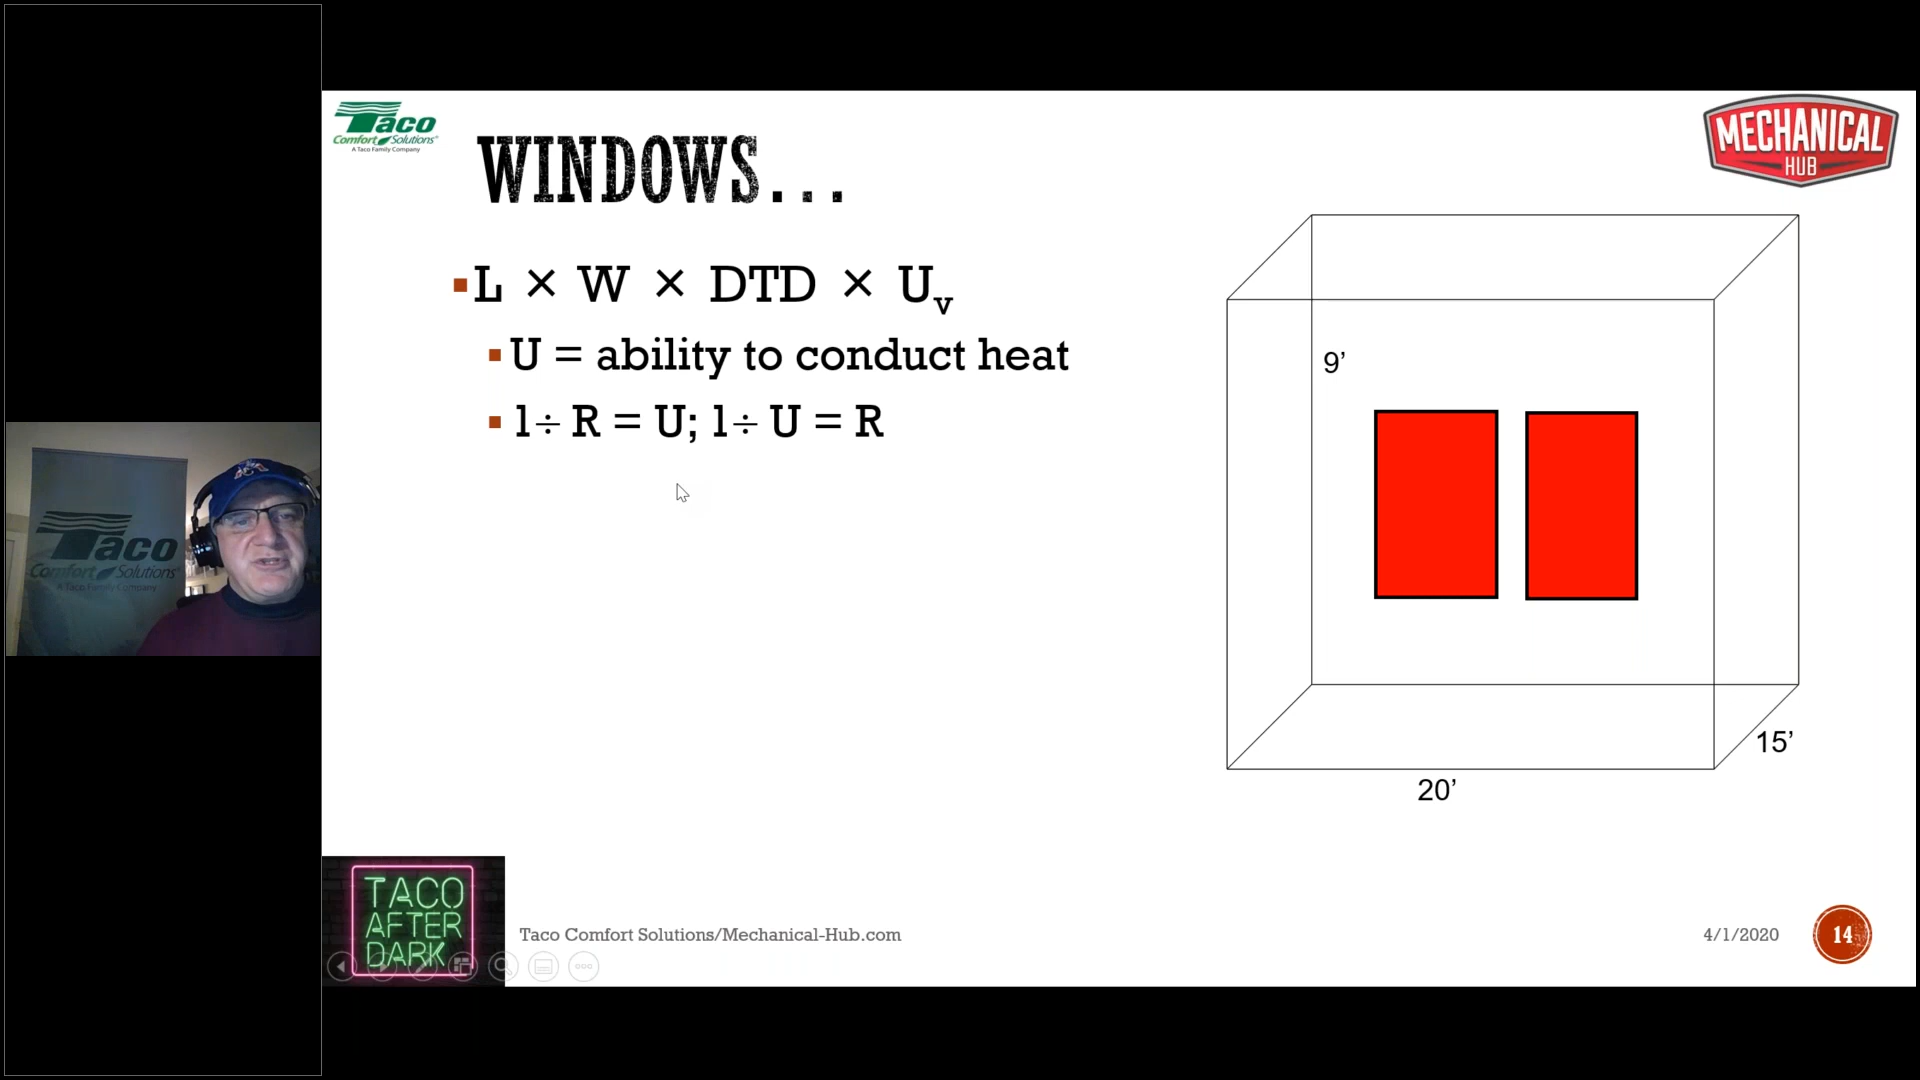 Taco
Comfort Solutions®
A Taco Family Company
WINDOWS...
MECHANICAL
HUB
L × W × DTD × Uv
U = ability to conduct heat
1÷ R = U; 1÷ U = R
9’
15’
20’
Taco
Comfort Solutions
A Taco Family Company
TACO
AFTER
DARK
Taco Comfort Solutions/Mechanical-Hub.com
4/1/2020
14